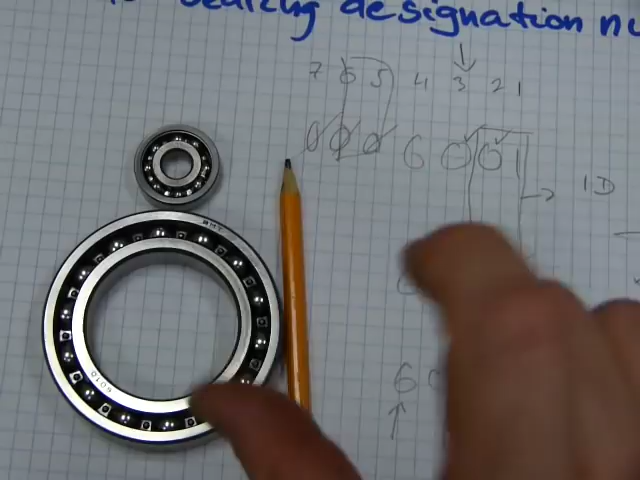 bearing designation nu
7 6 5 4 3 2 1
0 0 0 6 0 0 1
1D
6 0